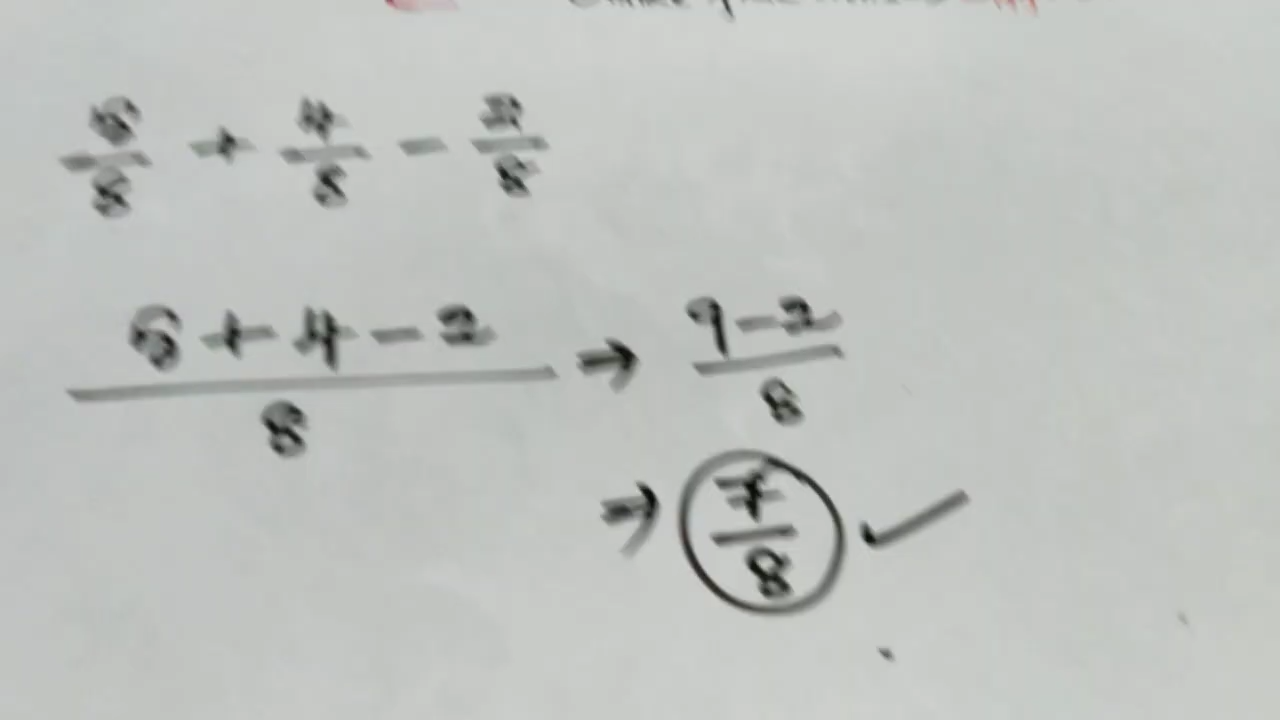 5/8 + 4/8 - 2/8
5+4-2/8 → 9-2/8
⇒ 7/8 ✓